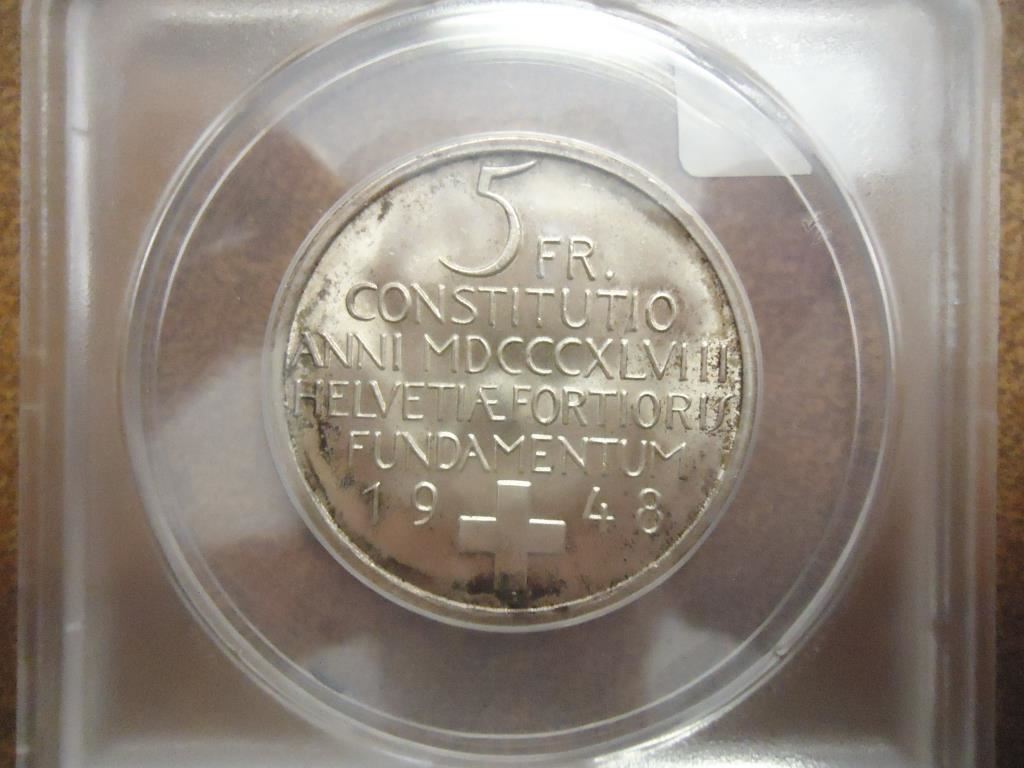 5 FR.
CONSTITUTIO
ANNI MDCCCXLVIII
HELVETIÆ FORTIORIS
FUNDAMENTUM
19 48